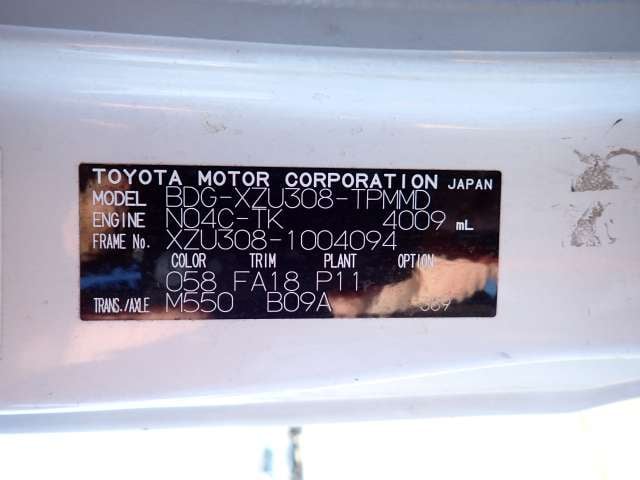 TOYOTA MOTOR CORPORATION JAPAN
MODEL BDG-XZU308-TPMMD
ENGINE N04C-TK 4009 mL
FRAME No. XZU308-1004094
COLOR TRIM PLANT OPTION
058 FA18 P11
TRANS./AXLE M550 B09A